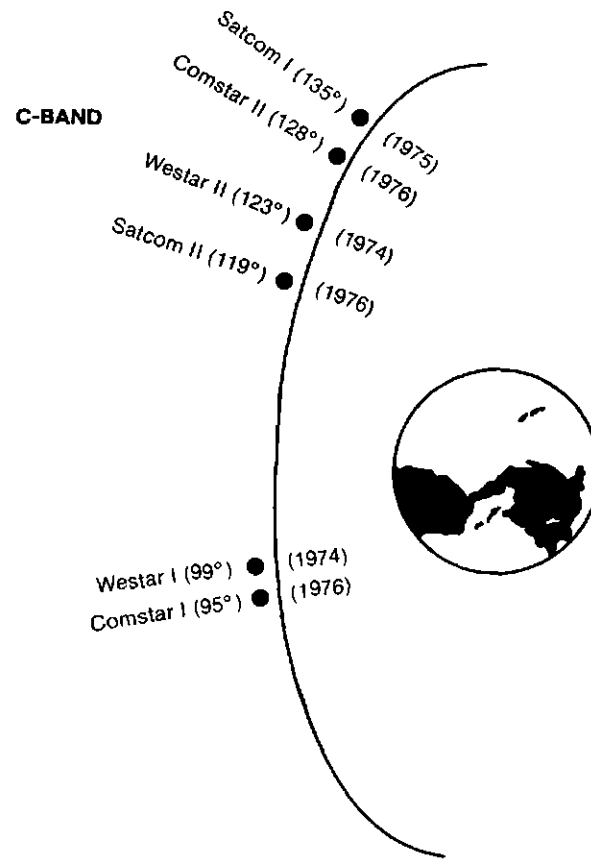 Satcom I (135°)
(1975)
C-BAND
Comstar II (128°)
(1976)
Westar II (123°)
(1974)
Satcom II (119°)
(1976)
Westar I (99°)
(1974)
Comstar I (95°)
(1976)